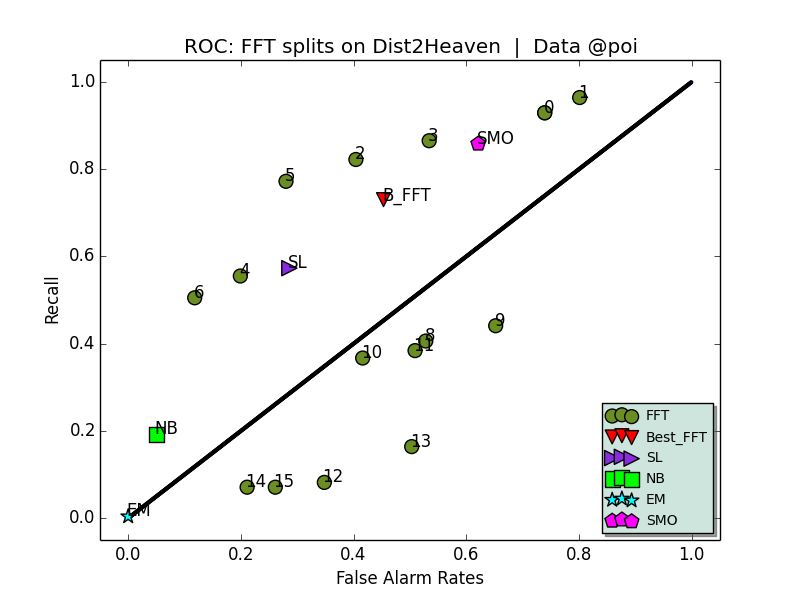 ROC: FFT splits on Dist2Heaven | Data @poi
1.0
0.8
0.6
0.4
0.2
0.0
Recall
1
0
3
SMO
2
5
B_FFT
SL
4
6
9
8
11
10
NB
13
12
14
15
EM
FFT
Best_FFT
SL
NB
EM
SMO
0.0
0.2
0.4
0.6
0.8
1.0
False Alarm Rates